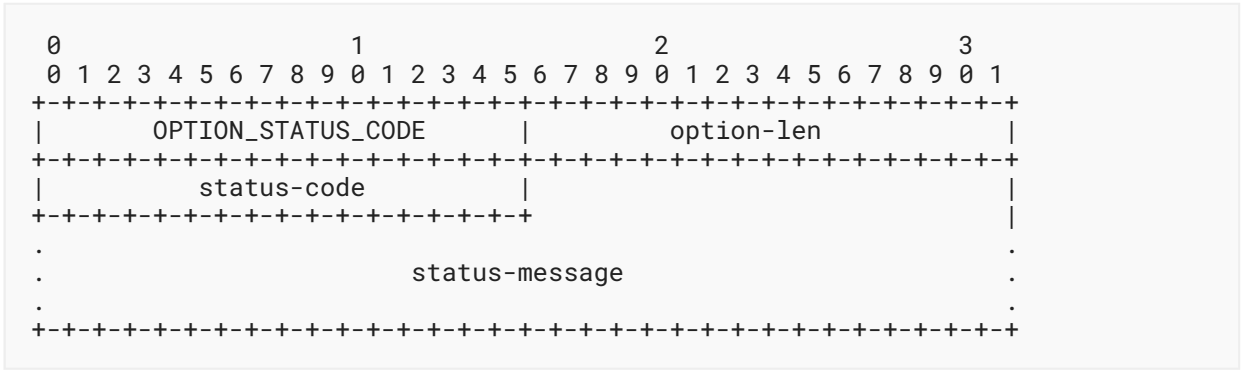 0                   1                   2                   3
 0 1 2 3 4 5 6 7 8 9 0 1 2 3 4 5 6 7 8 9 0 1 2 3 4 5 6 7 8 9 0 1
+-+-+-+-+-+-+-+-+-+-+-+-+-+-+-+-+-+-+-+-+-+-+-+-+-+-+-+-+-+-+-+-+
|       OPTION_STATUS_CODE      |         option-len            |
+-+-+-+-+-+-+-+-+-+-+-+-+-+-+-+-+-+-+-+-+-+-+-+-+-+-+-+-+-+-+-+-+
|          status-code          |                               |
+-+-+-+-+-+-+-+-+-+-+-+-+-+-+-+-+                               |
.                                                               .
.                        status-message                         .
.                                                               .
+-+-+-+-+-+-+-+-+-+-+-+-+-+-+-+-+-+-+-+-+-+-+-+-+-+-+-+-+-+-+-+-+